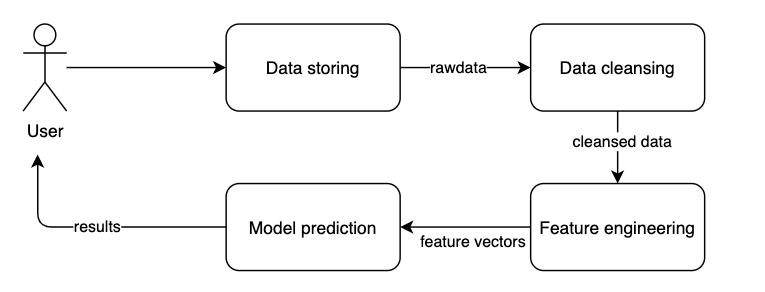 Data storing
rawdata
Data cleansing
User
cleansed data
results
Model prediction
feature vectors
Feature engineering